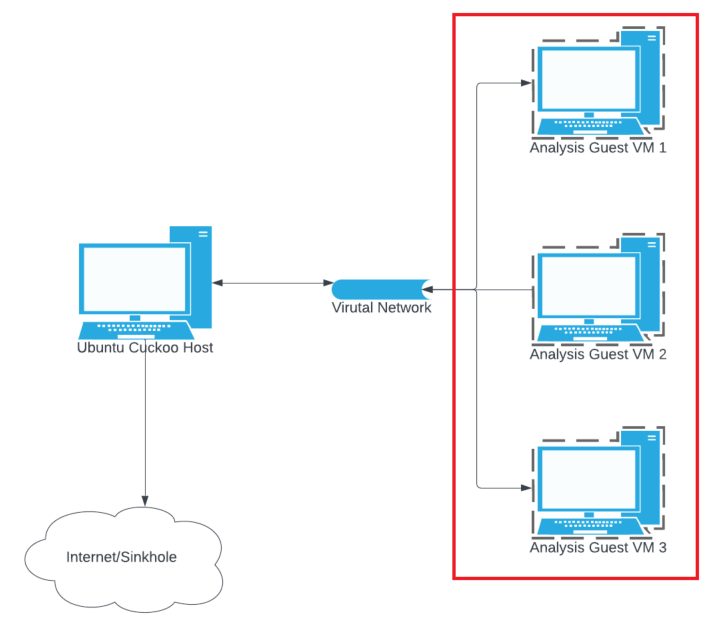 Analysis Guest VM 1
Ubuntu Cuckoo Host
Virutal Network
Analysis Guest VM 2
Internet/Sinkhole
Analysis Guest VM 3